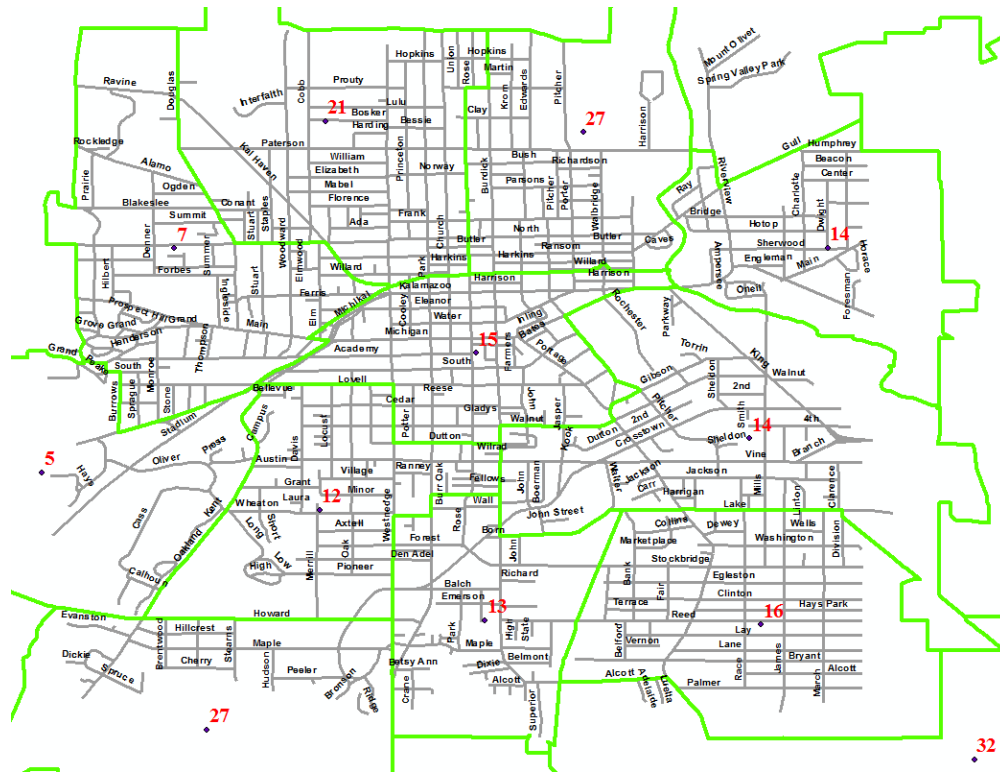 Mount Olivet
Spring Valley Park
Hopkins
Union
Rose
Hopkins
Martin
Krom
Edwards
Pilcher
Ravine
Douglas
Interfaith
Cobb
Prouty
Lulu
21
Bosker
Harding
Bessie
Clay
27
Harrison
Gull
Humphrey
Rockledge
Alamo
Prairie
Kal Haven
Paterson
William
Elizabeth
Mabel
Florence
Princeton
Norway
Burdick
Bush
Richardson
Parsons
Pilcher
Porter
Walbridge
Ray
Riverview
Beacon
Center
Charlotte
Dwight
Ogden
Blakeslee
Conant
Summit
Stuart
Staples
Woodward
Ada
Frank
Church
North
Butler
Butler
Ransom
Bridge
Hotop
Caves
7
Denner
Summer
Elmwood
Willard
Park
Harkins
Harkins
Willard
Harrison
Harrison
Kalamazoo
Amperesee
Sherwood
Engleman
Main
14
Horace
Foresman
Hilbert
Forbes
Ingleside
Stuart
Ferris
Elm
Michikal
Cooley
Eleanor
Water
Michigan
Oneil
Rochester
Parkway
Prospect Hill
Grand
Grove Grand
Henderson
Main
Thompson
Academy
15
South
Farmers
Inling
Bates
Portage
Torrin
King
Walnut
Grand
Peake
South
Burrows
Sprague
Monroe
Stone
Bellevue
Lovell
Cedar
Reese
Gladys
John
Walnut
Jasper
Gibson
Pilcher
Sheldon
2nd
Smith
Stadium
Campus
Davis
Locust
Potter
Dutton
Wilrad
Kook
Dutton
2nd
Crosstown
Sheldon
14
4th
Branch
Vine
5
Hays
Oliver
Press
Austin
Village
Ranney
Burr Oak
Fellows
John
Boerman
Walter
Jackson
Carr
Jackson
Harrigan
Mills
Linton
Clarence
Grant
Laura
12
Minor
Westnedge
Wheaton
Wall
Rose
John Street
Lake
Cass
Kent
Oakland
Long
Short
Axtell
Oak
Forest
Born
Collins
Dewey
Wells
Marketplace
Washington
Division
Calhoun
High
Low
Merrill
Pioneer
Den Adel
John
Richard
Bank
Stockbridge
Egleston
Fair
Clinton
Evanston
Howard
Balch
Emerson
13
Terrace
Reed
Hays Park
16
Hillcrest
Brentwood
Stearns
Maple
Park
Maple
High
State
Belford
Vernon
Lay
Lane
James
Bryant
Dickie
Spruce
Cherry
Hudson
Peeler
Bronson
Ridge
Betsy Ann
Crane
Dixie
Belmont
Alcott
Superior
Alcott
Adelaide
Luella
Palmer
Race
March
Alcott
27
32